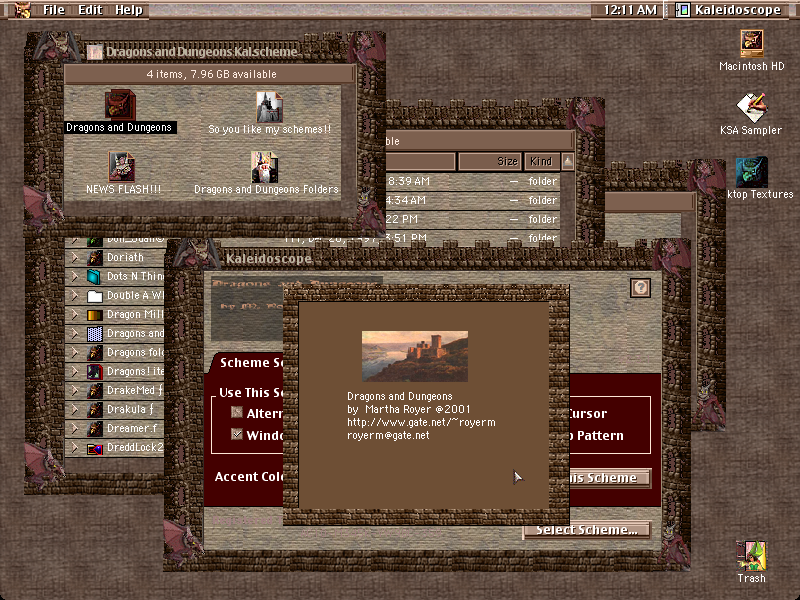 File Edit Help
12:11 AM Kaleidoscope
Dragons and Dungeons Kal.scheme
4 items, 7.96 GB available
Dragons and Dungeons
So you like my schemes!!
NEWS FLASH!!!
Dragons and Dungeons Folders
Macintosh HD
KSA Sampler
ktop Textures
Trash
ble
Size Kind
8:39 AM — folder
4:34 AM — folder
22 PM — folder
3:51 PM — folder
Doriath
Dots N Thin
Double A W
Dragon Mill
Dragons and
Dragons fol
Dragons! ite
DrakeMed ƒ
Drakula ƒ
Dreamer.f
DreddLock2
Kaleidoscope
Dragons and Dungeons
Scheme
Use This S
Altern
Windo
Cursor
Pattern
Accent Col
is Scheme
Select Scheme...
Dragons and Dungeons
by Martha Royer @2001
http://www.gate.net/~royerm
royerm@gate.net